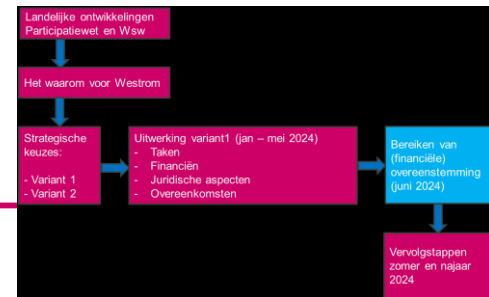 Landelijke ontwikkelingen
Participatiewet en Wsw
Het waarom voor Westrom
Strategische
keuzes:
- Variant 1
- Variant 2
Uitwerking variant1 (jan – mei 2024)
- Taken
- Financiën
- Juridische aspecten
- Overeenkomsten
Bereiken van
(financiële)
overeenstemming
(juni 2024)
Vervolgstappen
zomer en najaar
2024